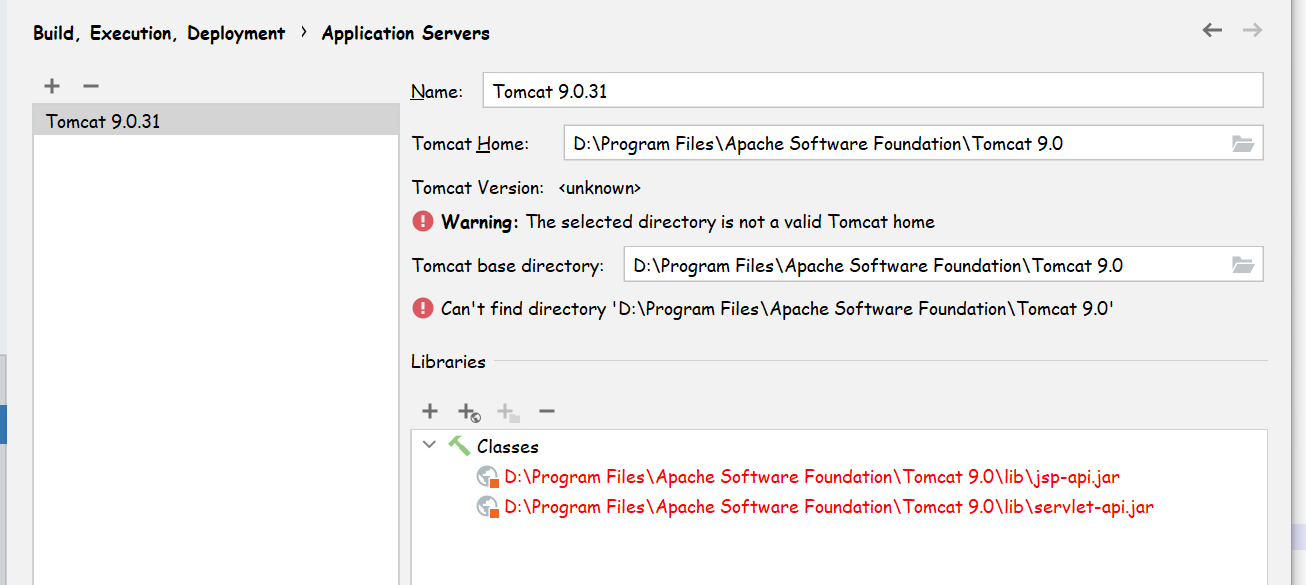 Build, Execution, Deployment › Application Servers
Name: Tomcat 9.0.31
Tomcat 9.0.31
Tomcat Home: D:\Program Files\Apache Software Foundation\Tomcat 9.0
Tomcat Version: <unknown>
Warning: The selected directory is not a valid Tomcat home
Tomcat base directory: D:\Program Files\Apache Software Foundation\Tomcat 9.0
Can't find directory 'D:\Program Files\Apache Software Foundation\Tomcat 9.0'
Libraries
Classes
D:\Program Files\Apache Software Foundation\Tomcat 9.0\lib\jsp-api.jar
D:\Program Files\Apache Software Foundation\Tomcat 9.0\lib\servlet-api.jar